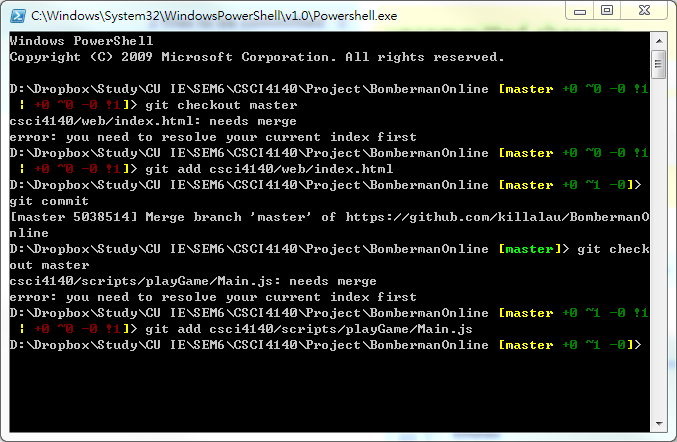 C:\Windows\System32\WindowsPowerShell\v1.0\Powershell.exe
Windows PowerShell
Copyright (C) 2009 Microsoft Corporation. All rights reserved.
D:\Dropbox\Study\CU IE\SEM6\CSCI4140\Project\BombermanOnline [master +0 ~0 -0 !1
 | +0 ~0 -0 !1]> git checkout master
csci4140/web/index.html: needs merge
error: you need to resolve your current index first
D:\Dropbox\Study\CU IE\SEM6\CSCI4140\Project\BombermanOnline [master +0 ~0 -0 !1
 | +0 ~0 -0 !1]> git add csci4140/web/index.html
D:\Dropbox\Study\CU IE\SEM6\CSCI4140\Project\BombermanOnline [master +0 ~1 -0]>
git commit
[master 5038514] Merge branch 'master' of https://github.com/killalau/BombermanO
nline
D:\Dropbox\Study\CU IE\SEM6\CSCI4140\Project\BombermanOnline [master]> git check
out master
csci4140/scripts/playGame/Main.js: needs merge
error: you need to resolve your current index first
D:\Dropbox\Study\CU IE\SEM6\CSCI4140\Project\BombermanOnline [master +0 ~0 -0 !1
 | +0 ~0 -0 !1]> git add csci4140/scripts/playGame/Main.js
D:\Dropbox\Study\CU IE\SEM6\CSCI4140\Project\BombermanOnline [master +0 ~1 -0]>